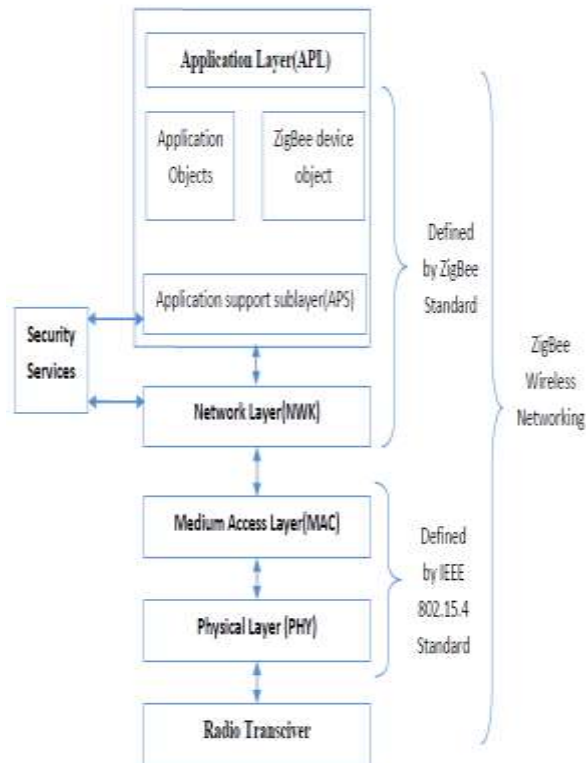 Application Layer(APL)
Application
Objects
ZigBee device
object
Application support sublayer(APS)
Security
Services
Network Layer(NWK)
Medium Access Layer(MAC)
Physical Layer (PHY)
Radio Transciver
Defined
by ZigBee
Standard
Defined
by IEEE
802.15.4
Standard
ZigBee
Wireless
Networking